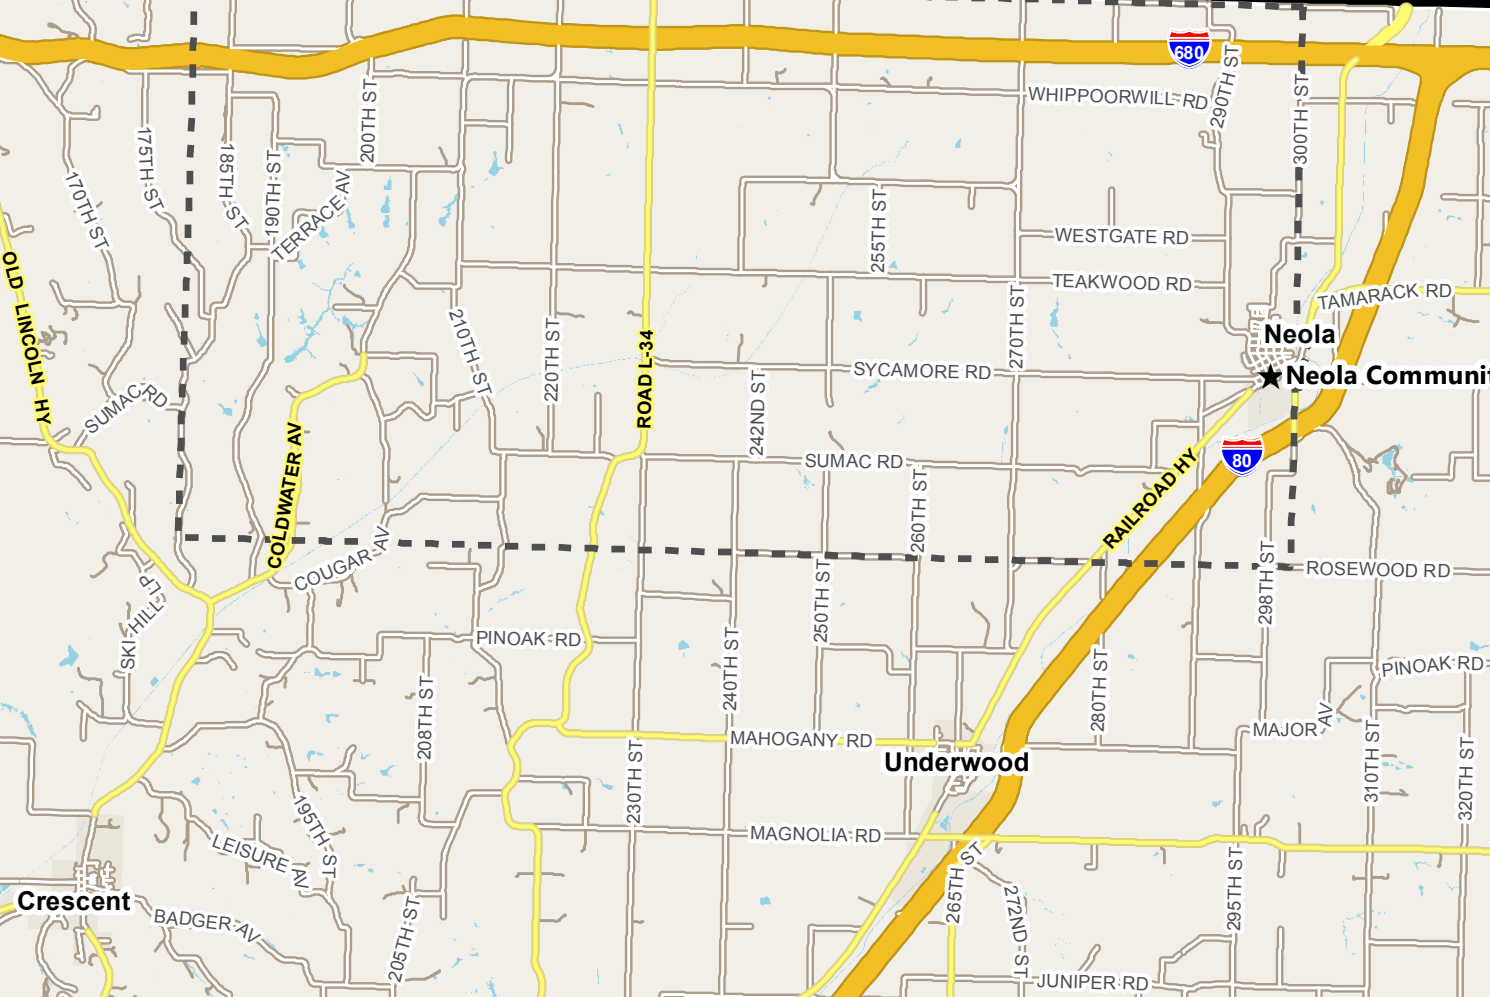 680
WHIPPOORWILL RD
290TH ST
300TH ST
200TH ST
175TH ST
185TH ST
190TH ST
170TH ST
TERRACE AV
255TH ST
WESTGATE RD
OLD LINCOLN HY
TEAKWOOD RD
TAMARACK RD
270TH ST
210TH ST
220TH ST
ROAD L-34
Neola
SYCAMORE RD
Neola Communit
242ND ST
SUMAC RD
COLDWATER AV
SUMAC RD
80
RAILROAD HY
260TH ST
COUGAR AV
298TH ST
ROSEWOOD RD
250TH ST
SKI HILL LP
PINOAK RD
240TH ST
280TH ST
PINOAK RD
208TH ST
MAJOR AV
MAHOGANY RD
310TH ST
320TH ST
Underwood
230TH ST
195TH ST
MAGNOLIA RD
LEISURE AV
265TH ST
295TH ST
Crescent
BADGER AV
205TH ST
272ND ST
JUNIPER RD